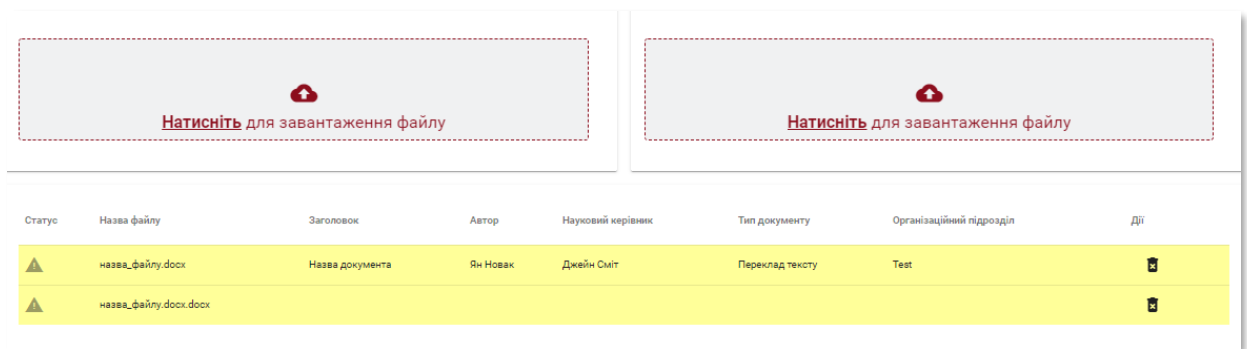 Натисніть для завантаження файлу
Натисніть для завантаження файлу
Статус Назва файлу Заголовок Автор Науковий керівник Тип документу Організаційний підрозділ Дії
назва_файлу.docx Назва документа Ян Новак Джейн Сміт Переклад тексту Test
назва_файлу.docx.docx